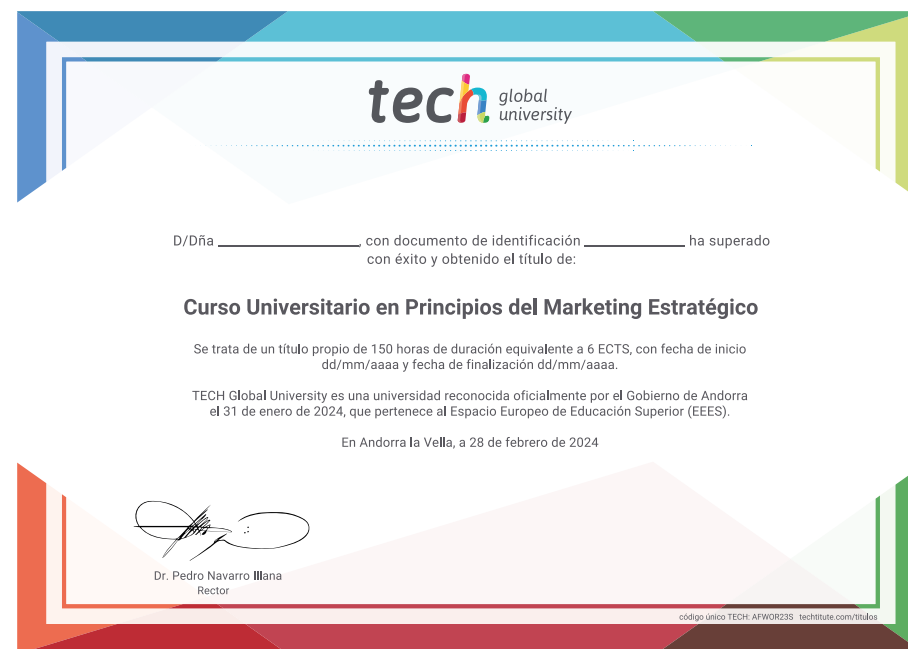 tech global university
D/Dña ____________, con documento de identificación ____________ ha superado
con éxito y obtenido el título de:
Curso Universitario en Principios del Marketing Estratégico
Se trata de un título propio de 150 horas de duración equivalente a 6 ECTS, con fecha de inicio
dd/mm/aaaa y fecha de finalización dd/mm/aaaa.
TECH Global University es una universidad reconocida oficialmente por el Gobierno de Andorra
el 31 de enero de 2024, que pertenece al Espacio Europeo de Educación Superior (EEES).
En Andorra la Vella, a 28 de febrero de 2024
Dr. Pedro Navarro Illana
Rector
código único TECH: AFWOR23S techtitute.com/titulos